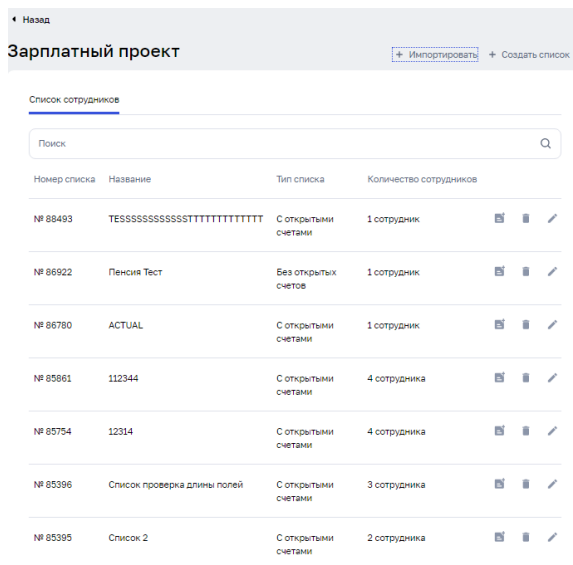 Назад
Зарплатный проект
+ Импортировать + Создать список
Список сотрудников
Поиск
Номер списка Название Тип списка Количество сотрудников
№ 88493 TESSSSSSSSSSSSTTTTTTTTTTTTT С открытыми 1 сотрудник
счетами
№ 86922 Пенсия Тест Без открытых 1 сотрудник
счетов
№ 86780 ACTUAL С открытыми 1 сотрудник
счетами
№ 85861 112344 С открытыми 4 сотрудника
счетами
№ 85754 12314 С открытыми 4 сотрудника
счетами
№ 85396 Список проверка длины полей С открытыми 3 сотрудника
счетами
№ 85395 Список 2 С открытыми 2 сотрудника
счетами